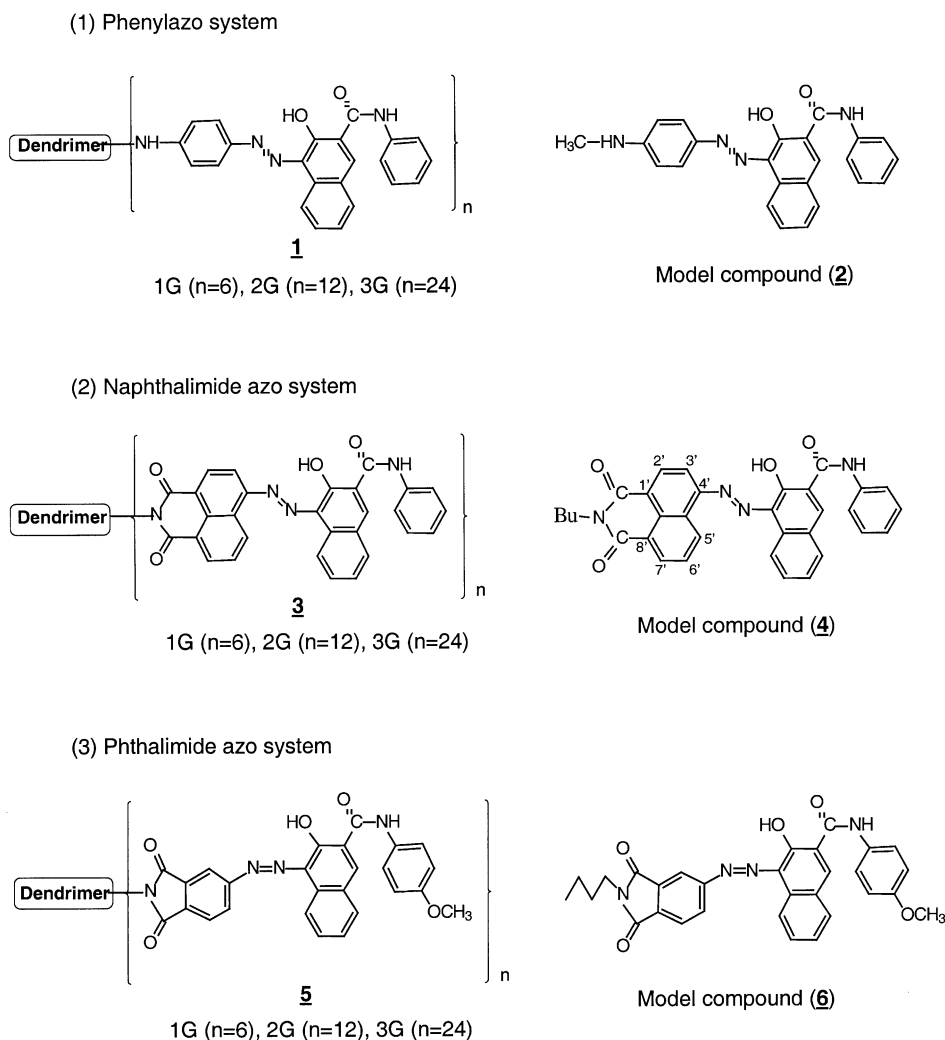 (1) Phenylazo system
Dendrimer NH N N HO O C NH n
1
1G (n=6), 2G (n=12), 3G (n=24)
H3C HN N N HO O C NH
Model compound (2)
(2) Naphthalimide azo system
Dendrimer N O O N N HO O C NH n
3
1G (n=6), 2G (n=12), 3G (n=24)
Bu N O C C O 1' 2' 3' 4' 5' 6' 7' 8' N N HO O C NH
Model compound (4)
(3) Phthalimide azo system
Dendrimer N O O N=N HO O C NH OCH3 n
5
1G (n=6), 2G (n=12), 3G (n=24)
N O O N=N HO O C NH O CH3
Model compound (6)